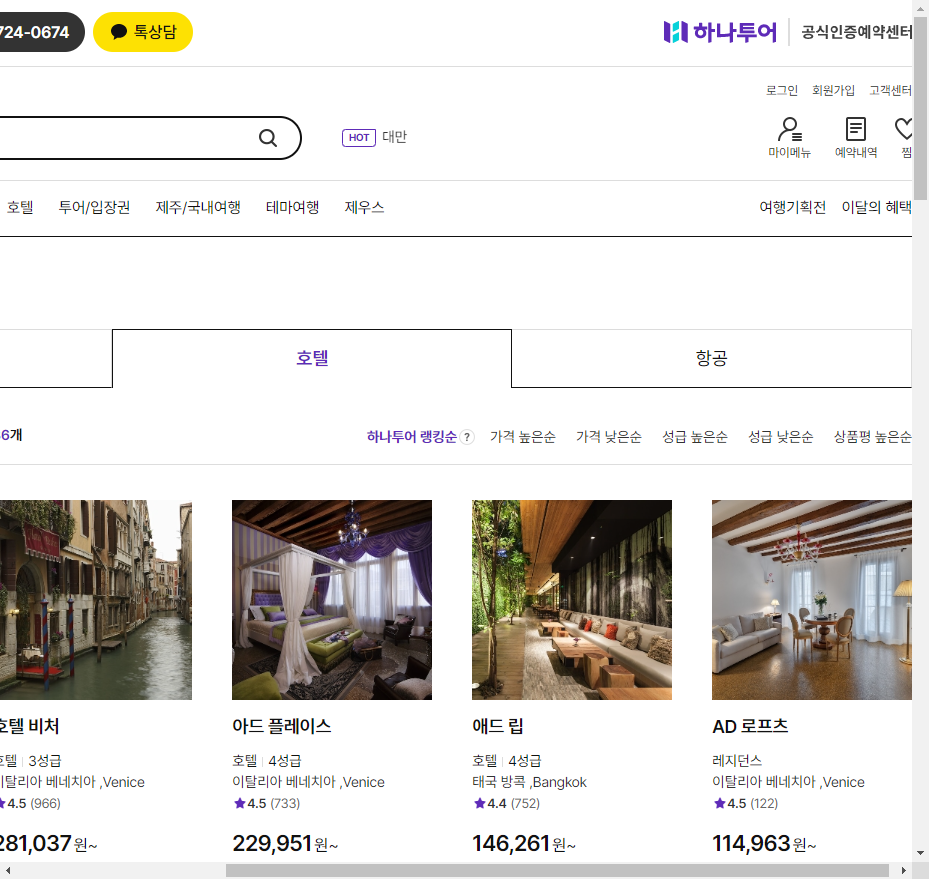 724-0674
톡상담
하나투어
공식인증예약센터
로그인 회원가입 고객센터
HOT 대만
마이메뉴 예약내역 찜
호텔 투어/입장권 제주/국내여행 테마여행 제우스 여행기획전 이달의 혜택
호텔 항공
6개
하나투어 랭킹순 ? 가격 높은순 가격 낮은순 성급 높은순 성급 낮은순 상품평 높은순
호텔 비처
호텔 | 3성급
이탈리아 베네치아 ,Venice
★4.5 (966)
281,037원~
아드 플레이스
호텔 | 4성급
이탈리아 베네치아 ,Venice
★4.5 (733)
229,951원~
애드 립
호텔 | 4성급
태국 방콕 ,Bangkok
★4.4 (752)
146,261원~
AD 로프츠
레지던스
이탈리아 베네치아 ,Venice
★4.5 (122)
114,963원~